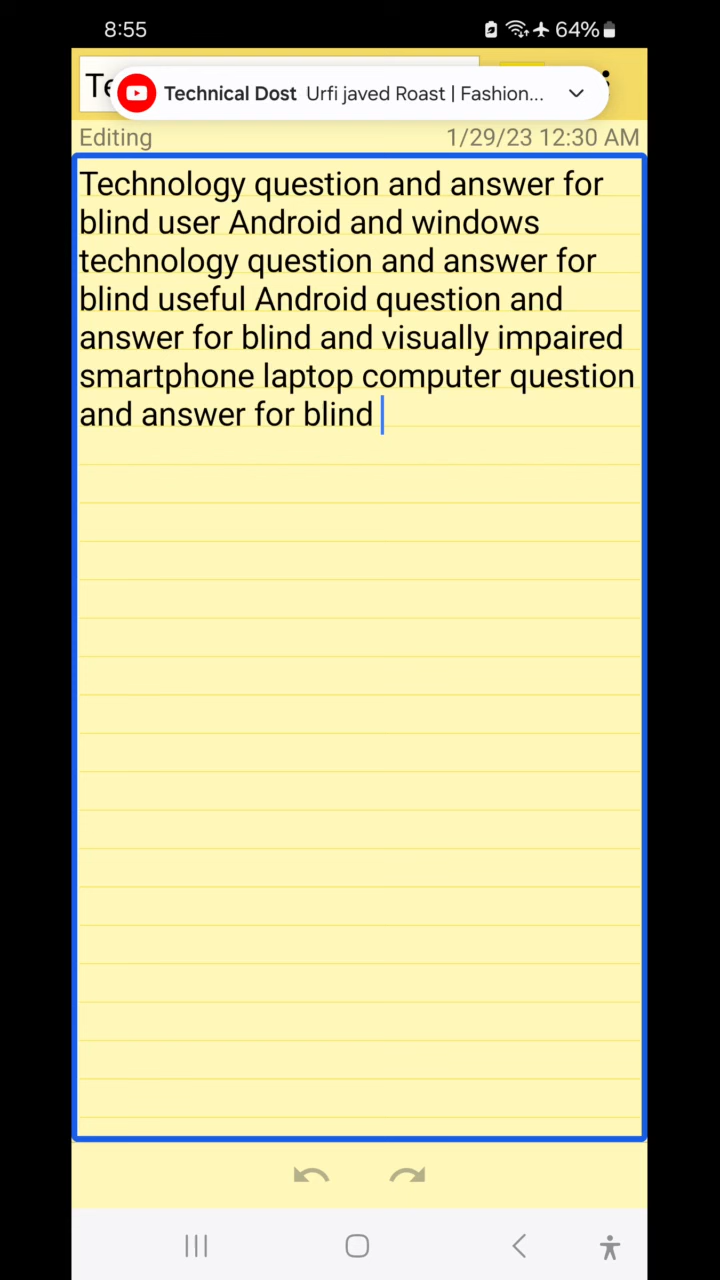 8:55 64%
Te
Technical Dost Urfi javed Roast | Fashion...
Editing 1/29/23 12:30 AM
Technology question and answer for
blind user Android and windows
technology question and answer for
blind useful Android question and
answer for blind and visually impaired
smartphone laptop computer question
and answer for blind